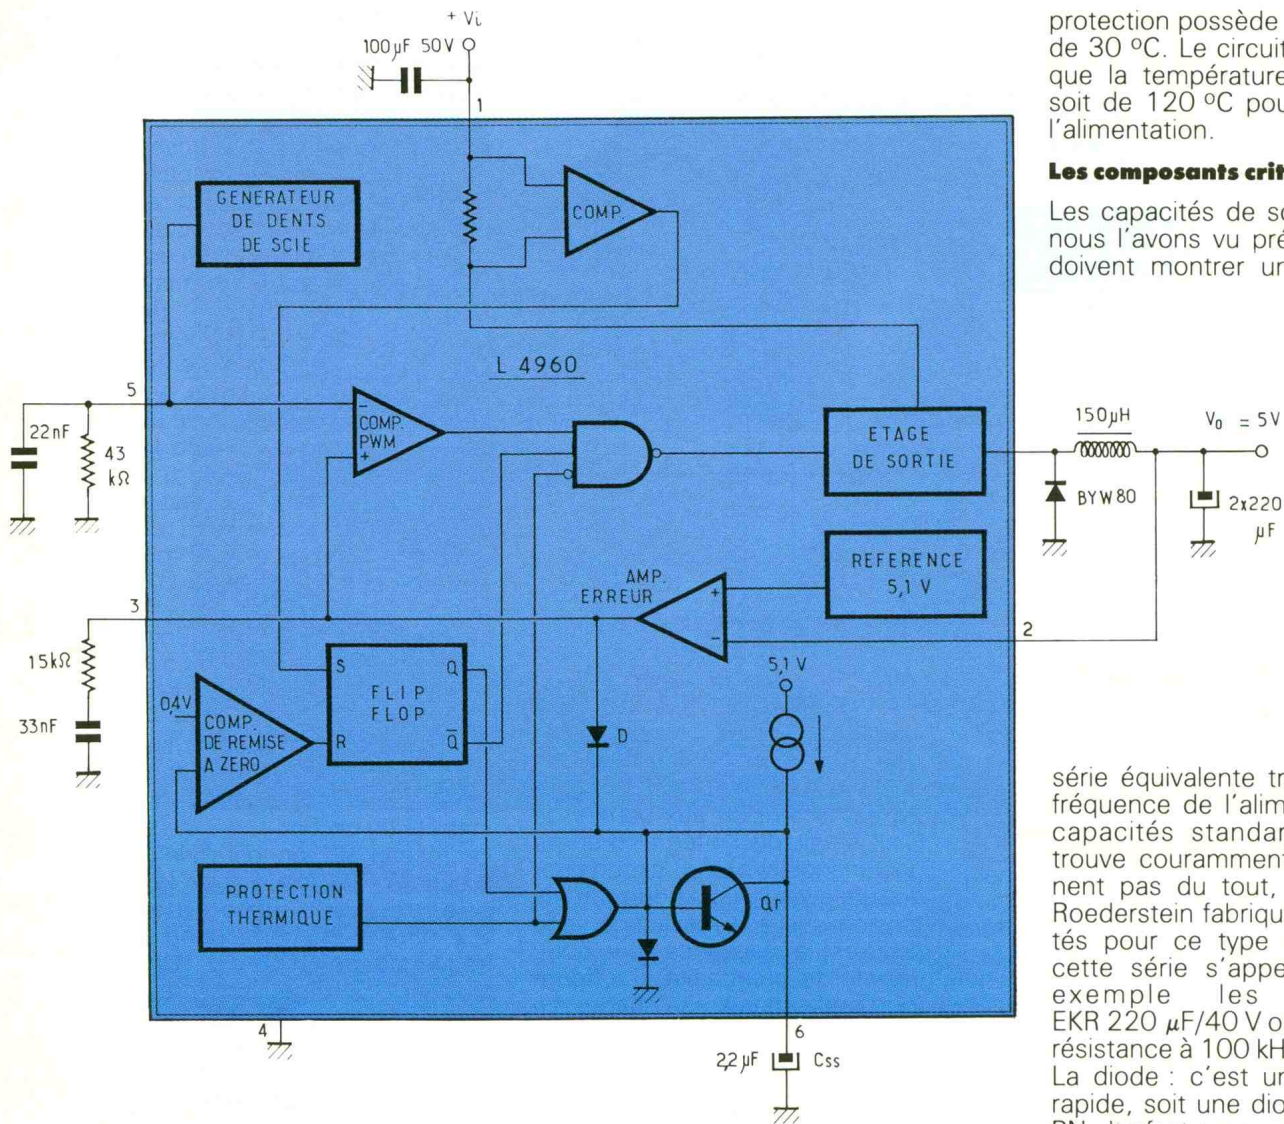 + Vi
100µF 50V
1
GENERATEUR
DE DENTS
DE SCIE
COMP.
L 4960
5
22nF
43
kΩ
-
COMP.
PWM
+
ETAGE
DE SORTIE
150µH
V₀ = 5V
BYW80
2x220
µF
REFERENCE
5,1 V
AMP.
ERREUR
+
-
2
3
15kΩ
33nF
0,4V
COMP.
DE REMISE
A ZERO
S
Q
FLIP
FLOP
R
Q̅
D
5,1 V
PROTECTION
THERMIQUE
Qr
4
6
2,2µF
Css
protection possède
de 30 ºC. Le circuit
que la température
soit de 120 ºC pou
l'alimentation.
Les composants crit
Les capacités de so
nous l'avons vu pré
doivent montrer un
série équivalente tr
fréquence de l'alim
capacités standar
trouve couramment
nent pas du tout,
Roederstein fabriqu
tés pour ce type
cette série s'appe
exemple les
EKR 220 µF/40 V o
résistance à 100 kH
La diode : c'est un
rapide, soit une dio